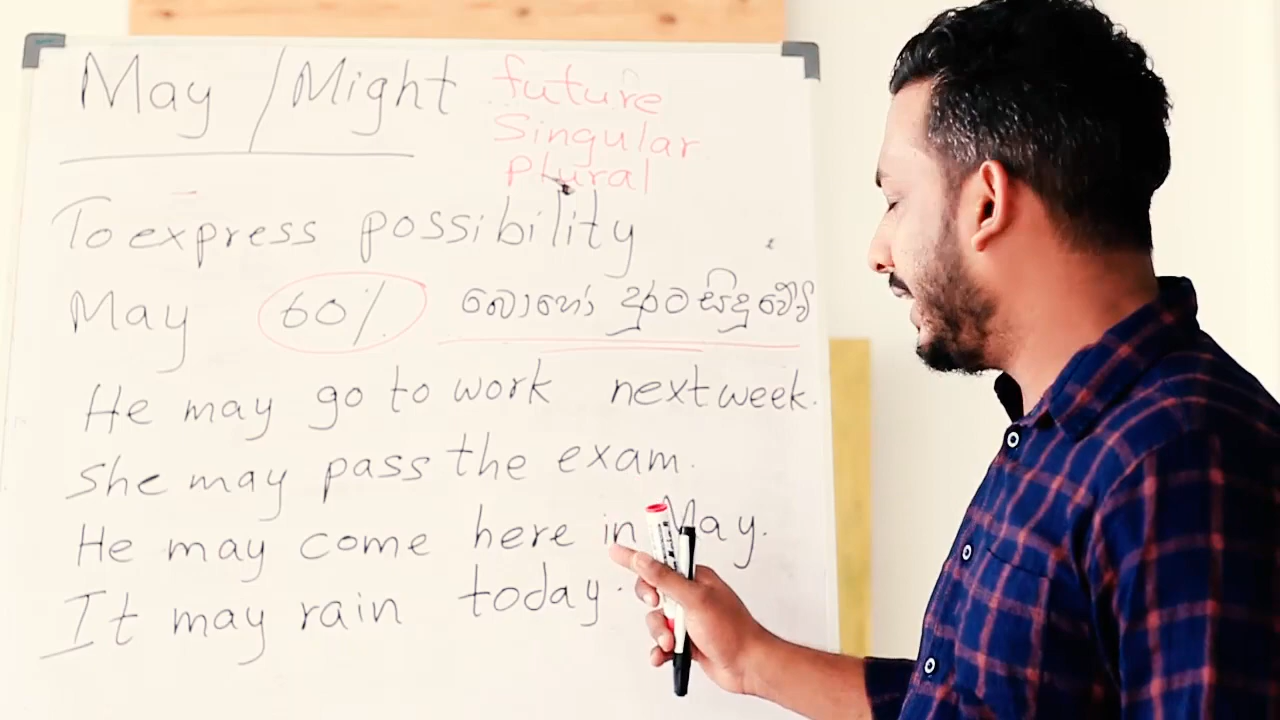 May / Might
future
Singular
Plural
To express possibility
May 60% බොහෝ දුරට සිදුවේවි
He may go to work next week.
She may pass the exam.
He may come here in May.
It may rain today.